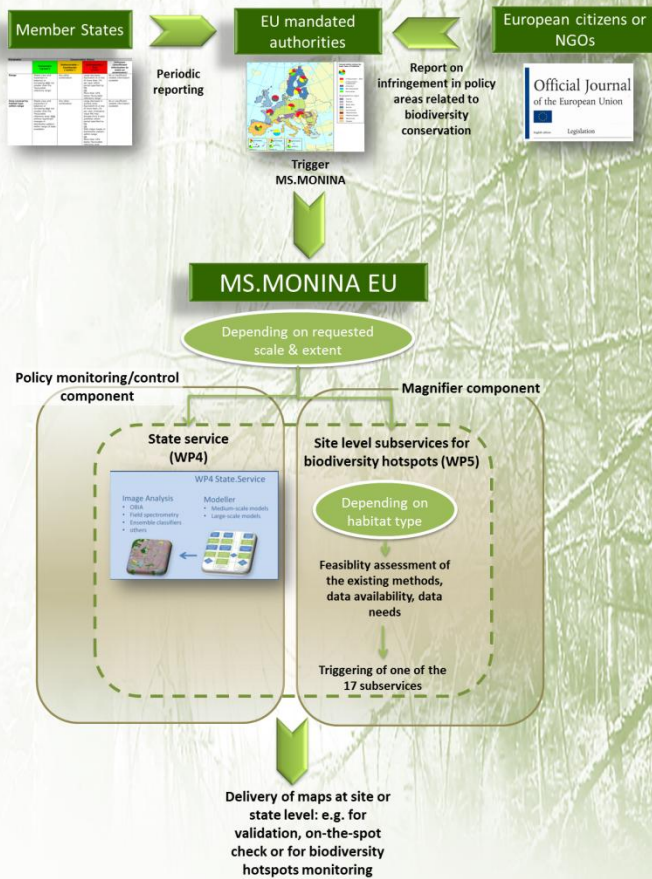 Member States
EU mandated
authorities
European citizens or
NGOs
Periodic
reporting
Report on
infringement in policy
areas related to
biodiversity
conservation
Official Journal
of the European Union
Legislation
Trigger
MS.MONINA
MS.MONINA EU
Depending on requested
scale & extent
Policy monitoring/control
component
Magnifier component
State service
(WP4)
WP4 State.Service
Image Analysis
• OBIA
• Field spectrometry
• Ensemble classifiers
• others
Modeller
• Medium-scale models
• Large-scale models
Site level subservices for
biodiversity hotspots (WP5)
Depending on
habitat type
Feasiblity assessment of
the existing methods,
data availability, data
needs
Triggering of one of the
17 subservices
Delivery of maps at site or
state level: e.g. for
validation, on-the-spot
check or for biodiversity
hotspots monitoring